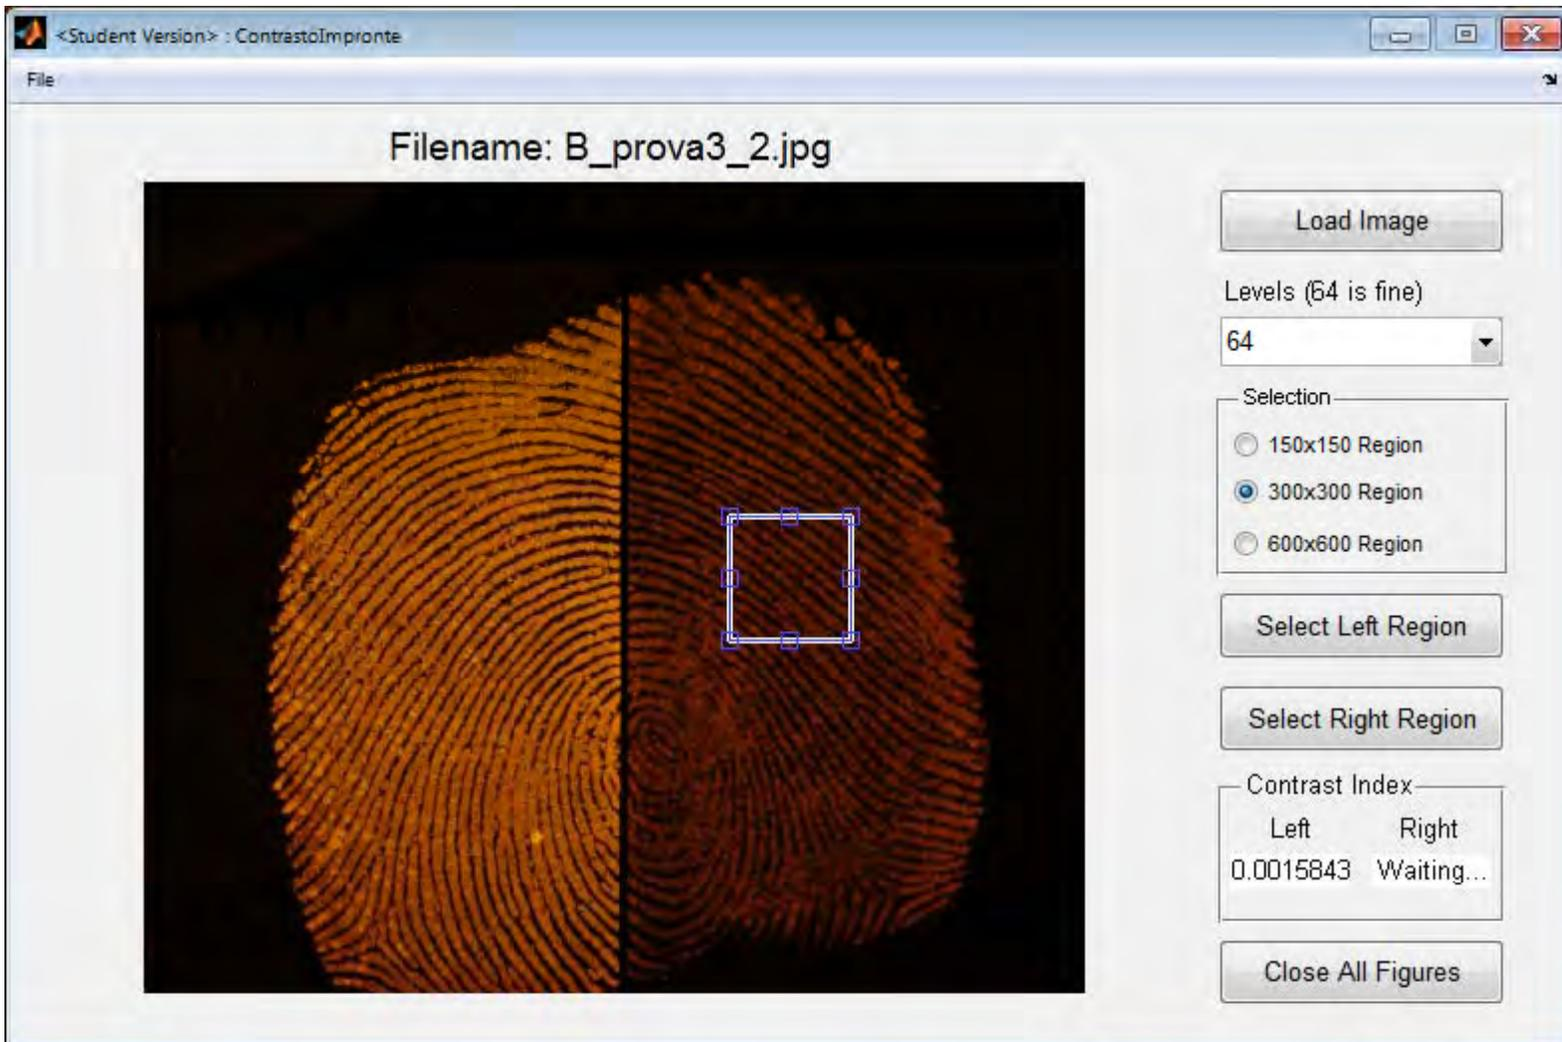 <Student Version> : ContrastoImpronte
File
Filename: B_prova3_2.jpg
Load Image
Levels (64 is fine)
64
Selection
150x150 Region
300x300 Region
600x600 Region
Select Left Region
Select Right Region
Contrast Index
Left Right
0.0015843 Waiting...
Close All Figures